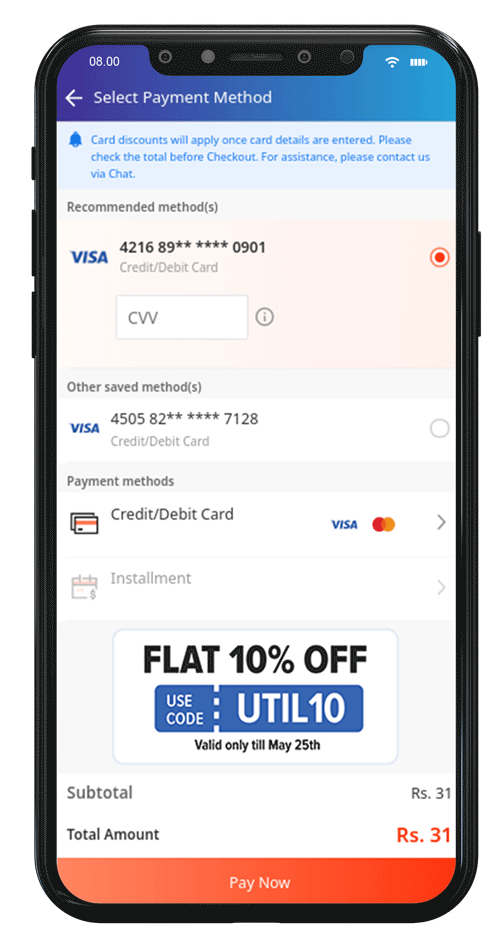 08.00
Select Payment Method
Card discounts will apply once card details are entered. Please
check the total before Checkout. For assistance, please contact us
via Chat.
Recommended method(s)
VISA 4216 89** **** 0901
Credit/Debit Card
CVV
Other saved method(s)
VISA 4505 82** **** 7128
Credit/Debit Card
Payment methods
Credit/Debit Card VISA
Installment
FLAT 10% OFF
USE
CODE UTIL10
Valid only till May 25th
Subtotal Rs. 31
Total Amount Rs. 31
Pay Now